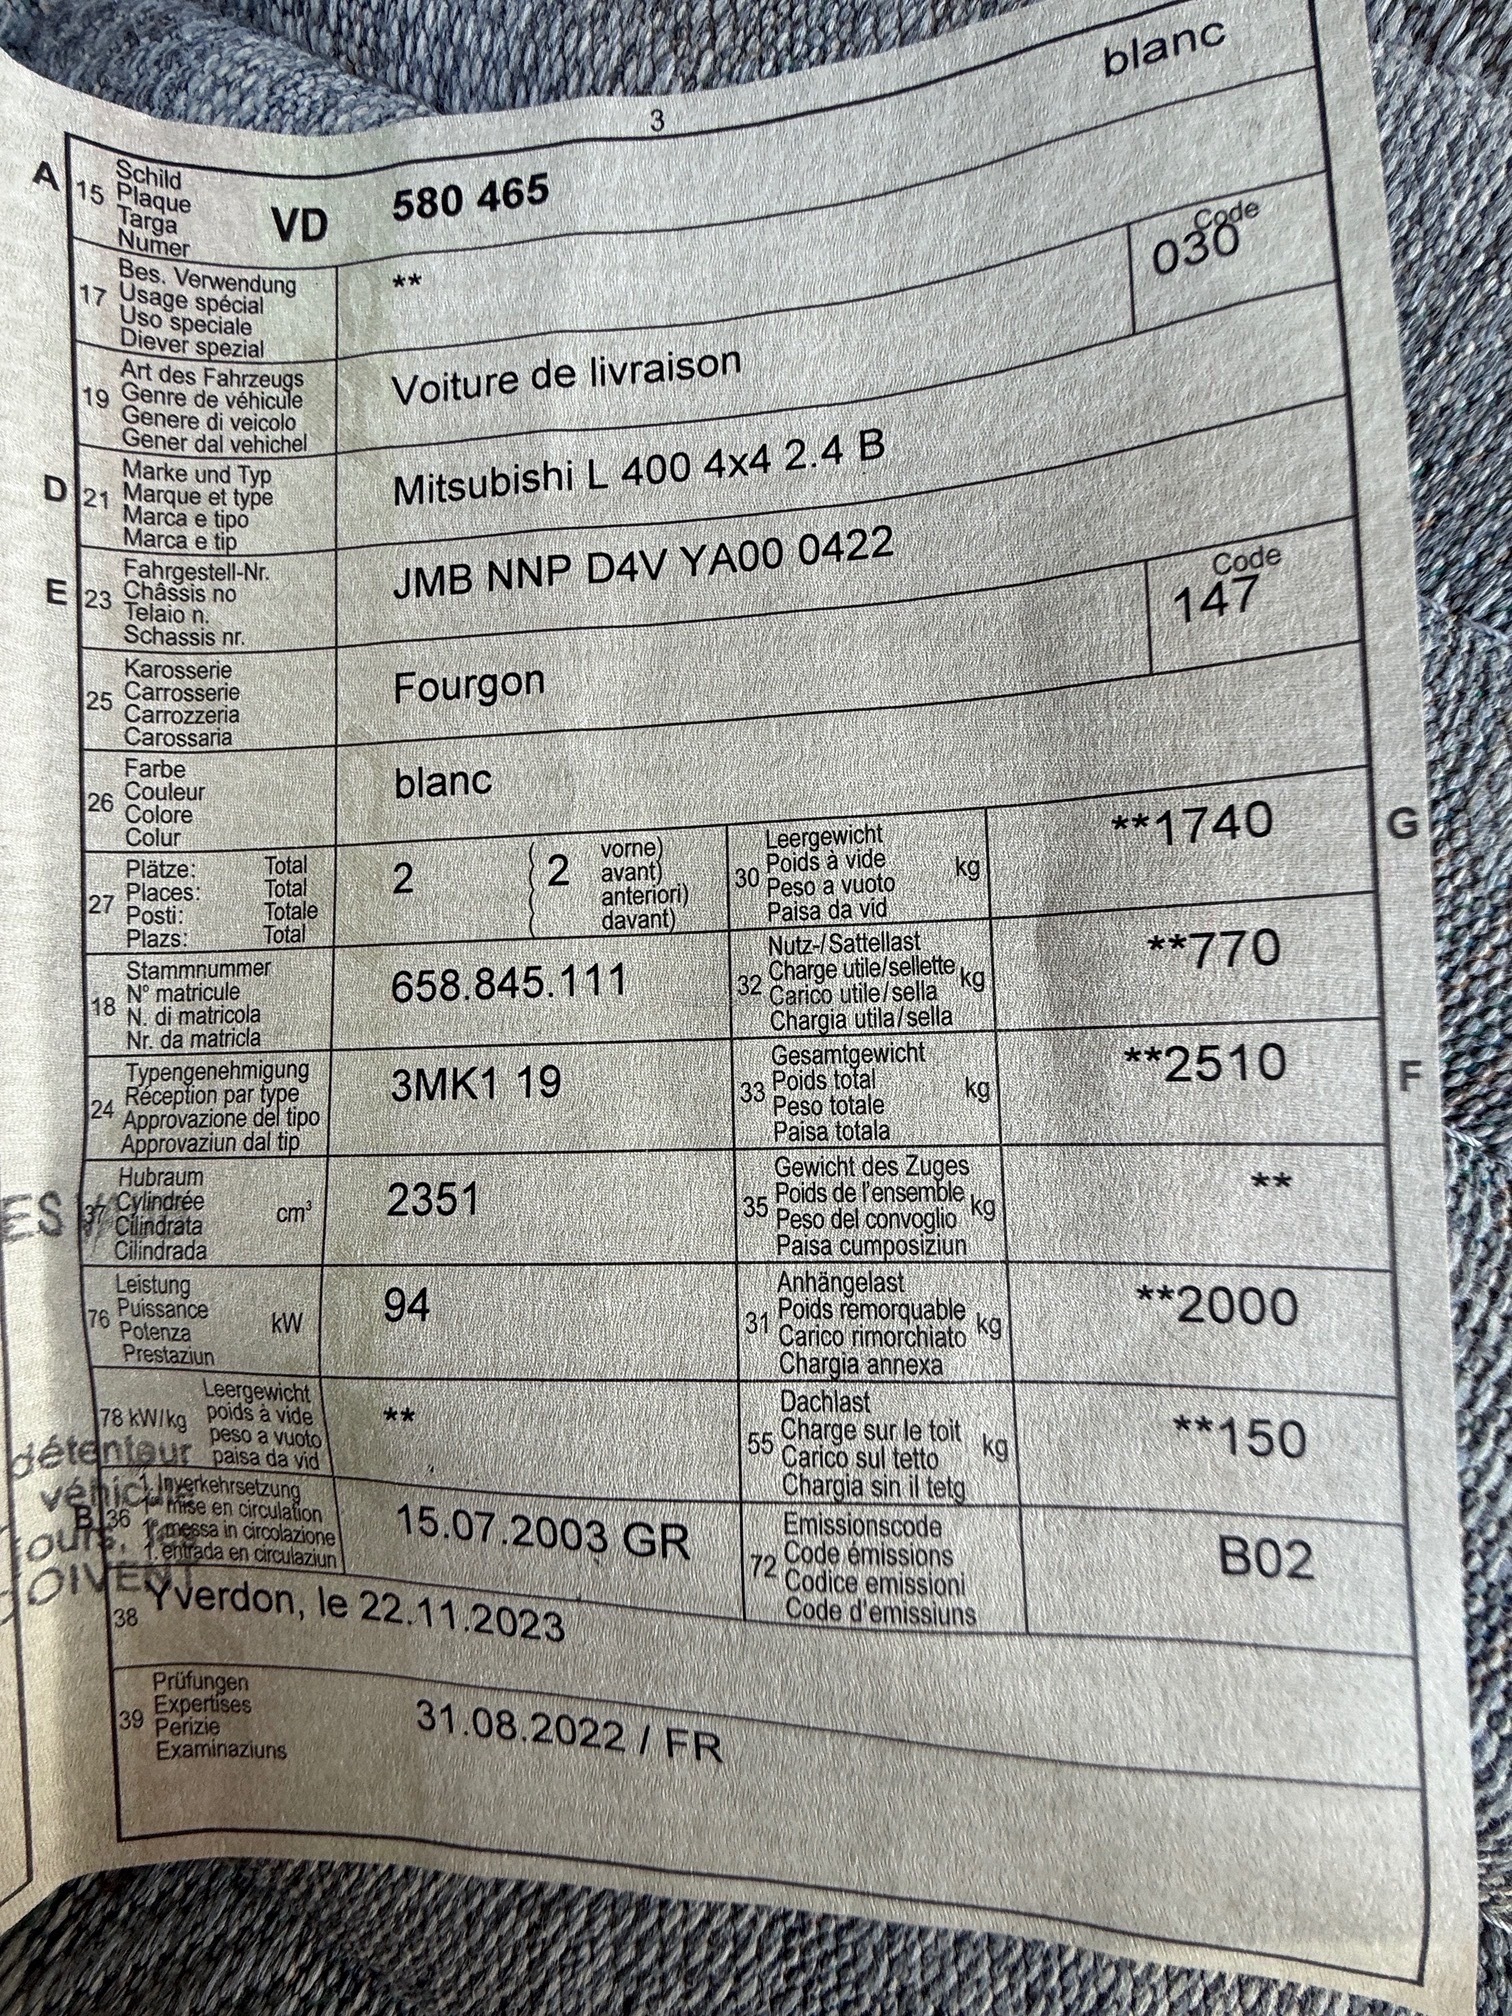 3
blanc
A 15 Schild VD 580 465
Plaque
Targa
Numer
17 Bes. Verwendung **
Usage spécial
Uso speciale
Diever spezial
Code
030
19 Art des Fahrzeugs Voiture de livraison
Genre de véhicule
Genere di veicolo
Gener dal vehichel
D 21 Marke und Typ Mitsubishi L 400 4x4 2.4 B
Marque et type
Marca e tipo
Marca e tip
E 23 Fahrgestell-Nr. JMB NNP D4V YA00 0422
Châssis no
Telaio n.
Schassis nr.
25 Karosserie Fourgon
Carrosserie
Carrozzeria
Carossaria
Code
147
26 Farbe blanc
Couleur
Colore
Colur
27 Plätze: Total 2 ( 2 vorne)
Places: Total ( avant)
Posti: Totale ( anteriori)
Plazs: Total ( davant)
30 Leergewicht kg **1740 G
Poids à vide
Peso a vuoto
Paisa da vid
18 Stammnummer 658.845.111
N° matricule
N. di matricola
Nr. da matricla
32 Nutz-/Sattellast kg **770
Charge utile/sellette
Carico utile/sella
Chargia utila/sella
24 Typengenehmigung 3MK1 19
Réception par type
Approvazione del tipo
Approvaziun dal tip
33 Gesamtgewicht kg **2510 F
Poids total
Peso totale
Paisa totala
ES
37 Hubraum cm³ 2351
Cylindrée
Cilindrata
Cilindrada
35 Gewicht des Zuges kg **
Poids de l'ensemble
Peso del convoglio
Paisa cumposiziun
76 Leistung kW 94
Puissance
Potenza
Prestaziun
31 Anhängelast kg **2000
Poids remorquable
Carico rimorchiato
Chargia annexa
78 kW/kg Leergewicht **
poids à vide
peso a vuoto
paisa da vid
55 Dachlast kg **150
Charge sur le toit
Carico sul tetto
Chargia sin il tetg
détenteur
véhicule
B 36 1. Inverkehrsetzung 15.07.2003 GR
1re mise en circulation
1a messa in circolazione
1. entrada en circulaziun
72 Emissionscode B02
Code émissions
Codice emissioni
Code d'emissiuns
jours,
DOIVENT
38 Yverdon, le 22.11.2023
39 Prüfungen 31.08.2022 / FR
Expertises
Perizie
Examinaziuns